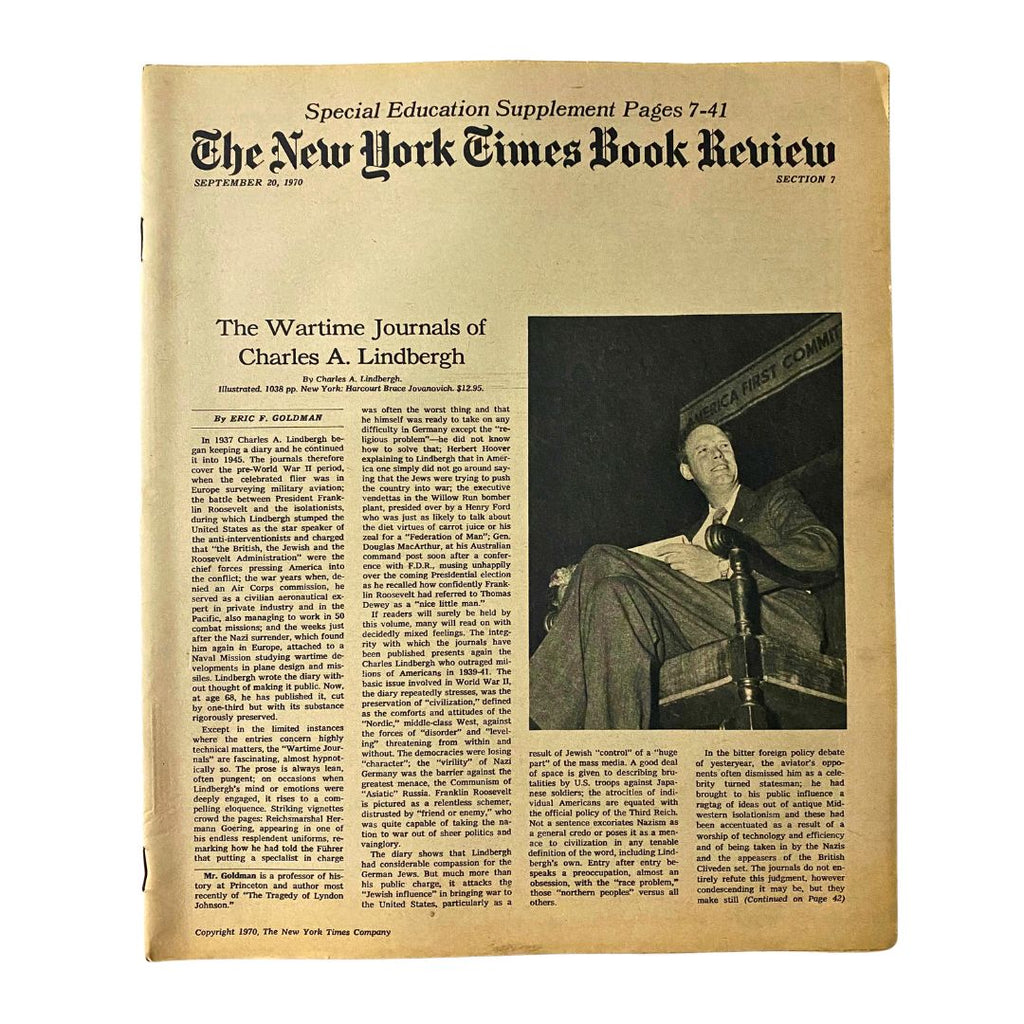 Special Education Supplement Pages 7-41
The New York Times Book Review
SEPTEMBER 20, 1970
SECTION 7
The Wartime Journals of
Charles A. Lindbergh
By Charles A. Lindbergh.
Illustrated. 1038 pp. New York: Harcourt Brace Jovanovich. $12.95.
By ERIC F. GOLDMAN
In 1937 Charles A. Lindbergh be-
gan keeping a diary and he continued
it into 1945. The journals therefore
cover the pre-World War II period,
when the celebrated flier was in
Europe surveying military aviation;
the battle between President Frank-
lin Roosevelt and the isolationists,
during which Lindbergh stumped the
United States as the star speaker of
the anti-interventionists and charged
that "the British, the Jewish and the
Roosevelt Administration" were the
chief forces pressing America into
the conflict; the war years when, de-
nied an Air Corps commission, he
served as a civilian aeronautical ex-
pert in private industry and in the
Pacific, also managing to work in 50
combat missions; and the weeks just
after the Nazi surrender, which found
him again in Europe, attached to a
Naval Mission studying wartime de-
velopments in plane design and mis-
siles. Lindbergh wrote the diary with-
out thought of making it public. Now,
at age 68, he has published it, cut
by one-third but with its substance
rigorously preserved.
Except in the limited instances
where the entries concern highly
technical matters, the "Wartime Jour-
nals" are fascinating, almost hypnot-
ically so. The prose is always lean,
often pungent; on occasions when
Lindbergh's mind or emotions were
deeply engaged, it rises to a com-
pelling eloquence. Striking vignettes
crowd the pages: Reichsmarshal Her-
mann Goering, appearing in one of
his endless resplendent uniforms, re-
marking how he had told the Führer
that putting a specialist in charge
Mr. Goldman is a professor of his-
tory at Princeton and author most
recently of "The Tragedy of Lyndon
Johnson."
was often the worst thing and that
he himself was ready to take on any
difficulty in Germany except the "re-
ligious problem"—he did not know
how to solve that; Herbert Hoover
explaining to Lindbergh that in Amer-
ica one simply did not go around say-
ing that the Jews were trying to push
the country into war; the executive
vendettas in the Willow Run bomber
plant, presided over by a Henry Ford
who was just as likely to talk about
the diet virtues of carrot juice or his
zeal for a "Federation of Man"; Gen.
Douglas MacArthur, at his Australian
command post soon after a confer-
ence with F.D.R., musing unhappily
over the coming Presidential election
as he recalled how confidently Frank-
lin Roosevelt had referred to Thomas
Dewey as a "nice little man."
If readers will surely be held by
this volume, many will read on with
decidedly mixed feelings. The integ-
rity with which the journals have
been published presents again the
Charles Lindbergh who outraged mil-
lions of Americans in 1939-41. The
basic issue involved in World War II,
the diary repeatedly stresses, was the
preservation of "civilization," defined
as the comforts and attitudes of the
"Nordic," middle-class West, against
the forces of "disorder" and "level-
ing" threatening from within and
without. The democracies were losing
"character"; the "virility" of Nazi
Germany was the barrier against the
greatest menace, the Communism of
"Asiatic" Russia. Franklin Roosevelt
is pictured as a relentless schemer,
distrusted by "friend or enemy," who
was quite capable of taking the na-
tion to war out of sheer politics and
vainglory.
The diary shows that Lindbergh
had considerable compassion for the
German Jews. But much more than
his public charge, it attacks the
"Jewish influence" in bringing war to
the United States, particularly as a
AMERICA FIRST COMMIT
result of Jewish "control" of a "huge
part" of the mass media. A good deal
of space is given to describing bru-
talities by U.S. troops against Japa-
nese soldiers; the atrocities of indi-
vidual Americans are equated with
the official policy of the Third Reich.
Not a sentence excoriates Nazism as
a general credo or poses it as a men-
ace to civilization in any tenable
definition of the word, including Lind-
bergh's own. Entry after entry be-
speaks a preoccupation, almost an
obsession, with the "race problem,"
those "northern peoples" versus all
others.
In the bitter foreign policy debate
of yesteryear, the aviator's oppo-
nents often dismissed him as a cele-
brity turned statesman; he had
brought to his public influence a
ragtag of ideas out of antique Mid-
western isolationism and these had
been accentuated as a result of a
worship of technology and efficiency
and of being taken in by the Nazis
and the appeasers of the British
Cliveden set. The journals do not en-
tirely refute this judgment, however
condescending it may be, but they
make still (Continued on Page 42)
Copyright 1970, The New York Times Company